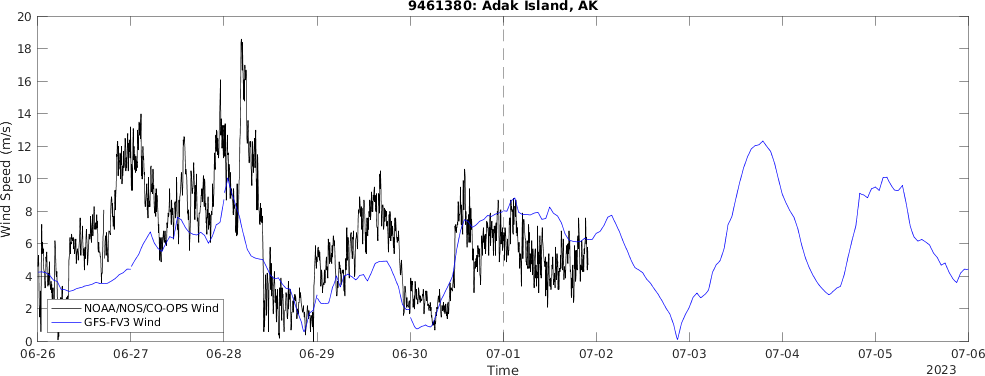 9461380: Adak Island, AK
20
18
16
14
12
10
8
6
4
2
0
Wind Speed (m/s)
NOAA/NOS/CO-OPS Wind
GFS-FV3 Wind
06-26 06-27 06-28 06-29 06-30 07-01 07-02 07-03 07-04 07-05 07-06
Time
2023